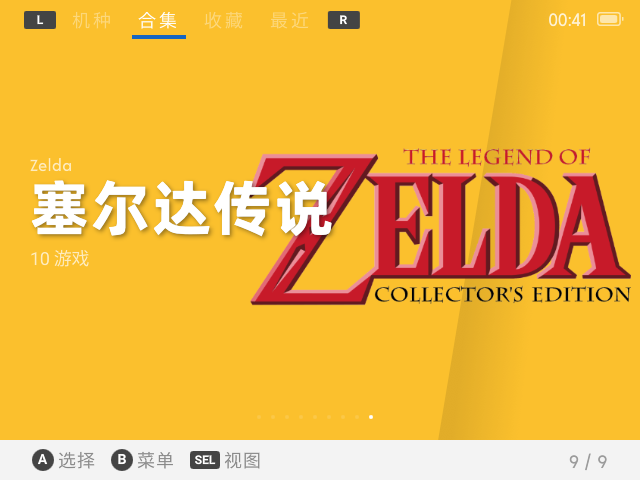 L 机种 合集 收藏 最近 R 00:41
Zelda
塞尔达传说
10 游戏
THE LEGEND OF
ZELDA
COLLECTOR'S EDITION
A 选择 B 菜单 SEL 视图 9 / 9